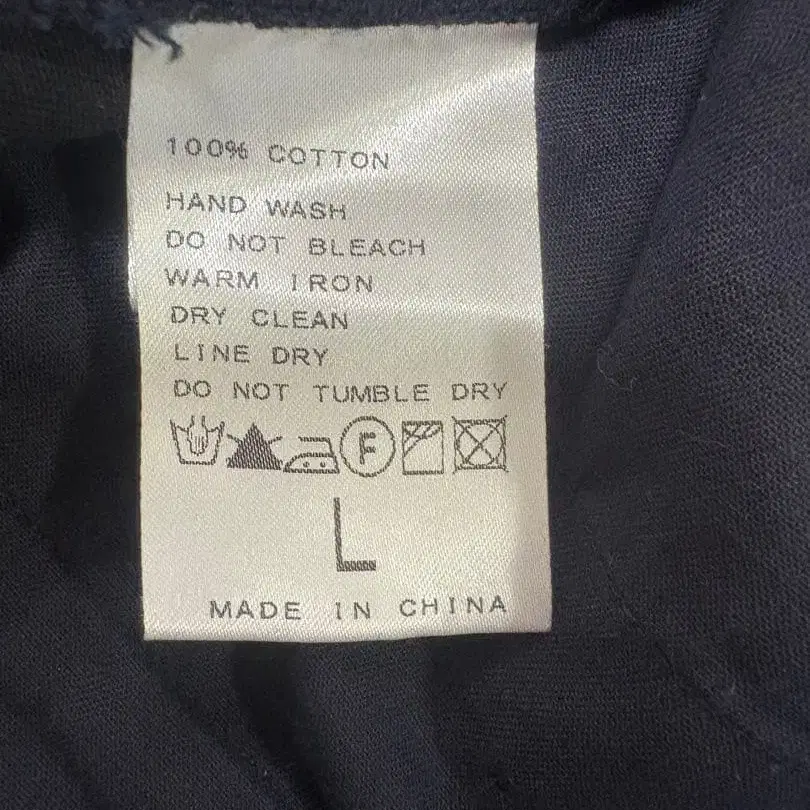 100% COTTON
HAND WASH
DO NOT BLEACH
WARM IRON
DRY CLEAN
LINE DRY
DO NOT TUMBLE DRY
F
L
MADE IN CHINA